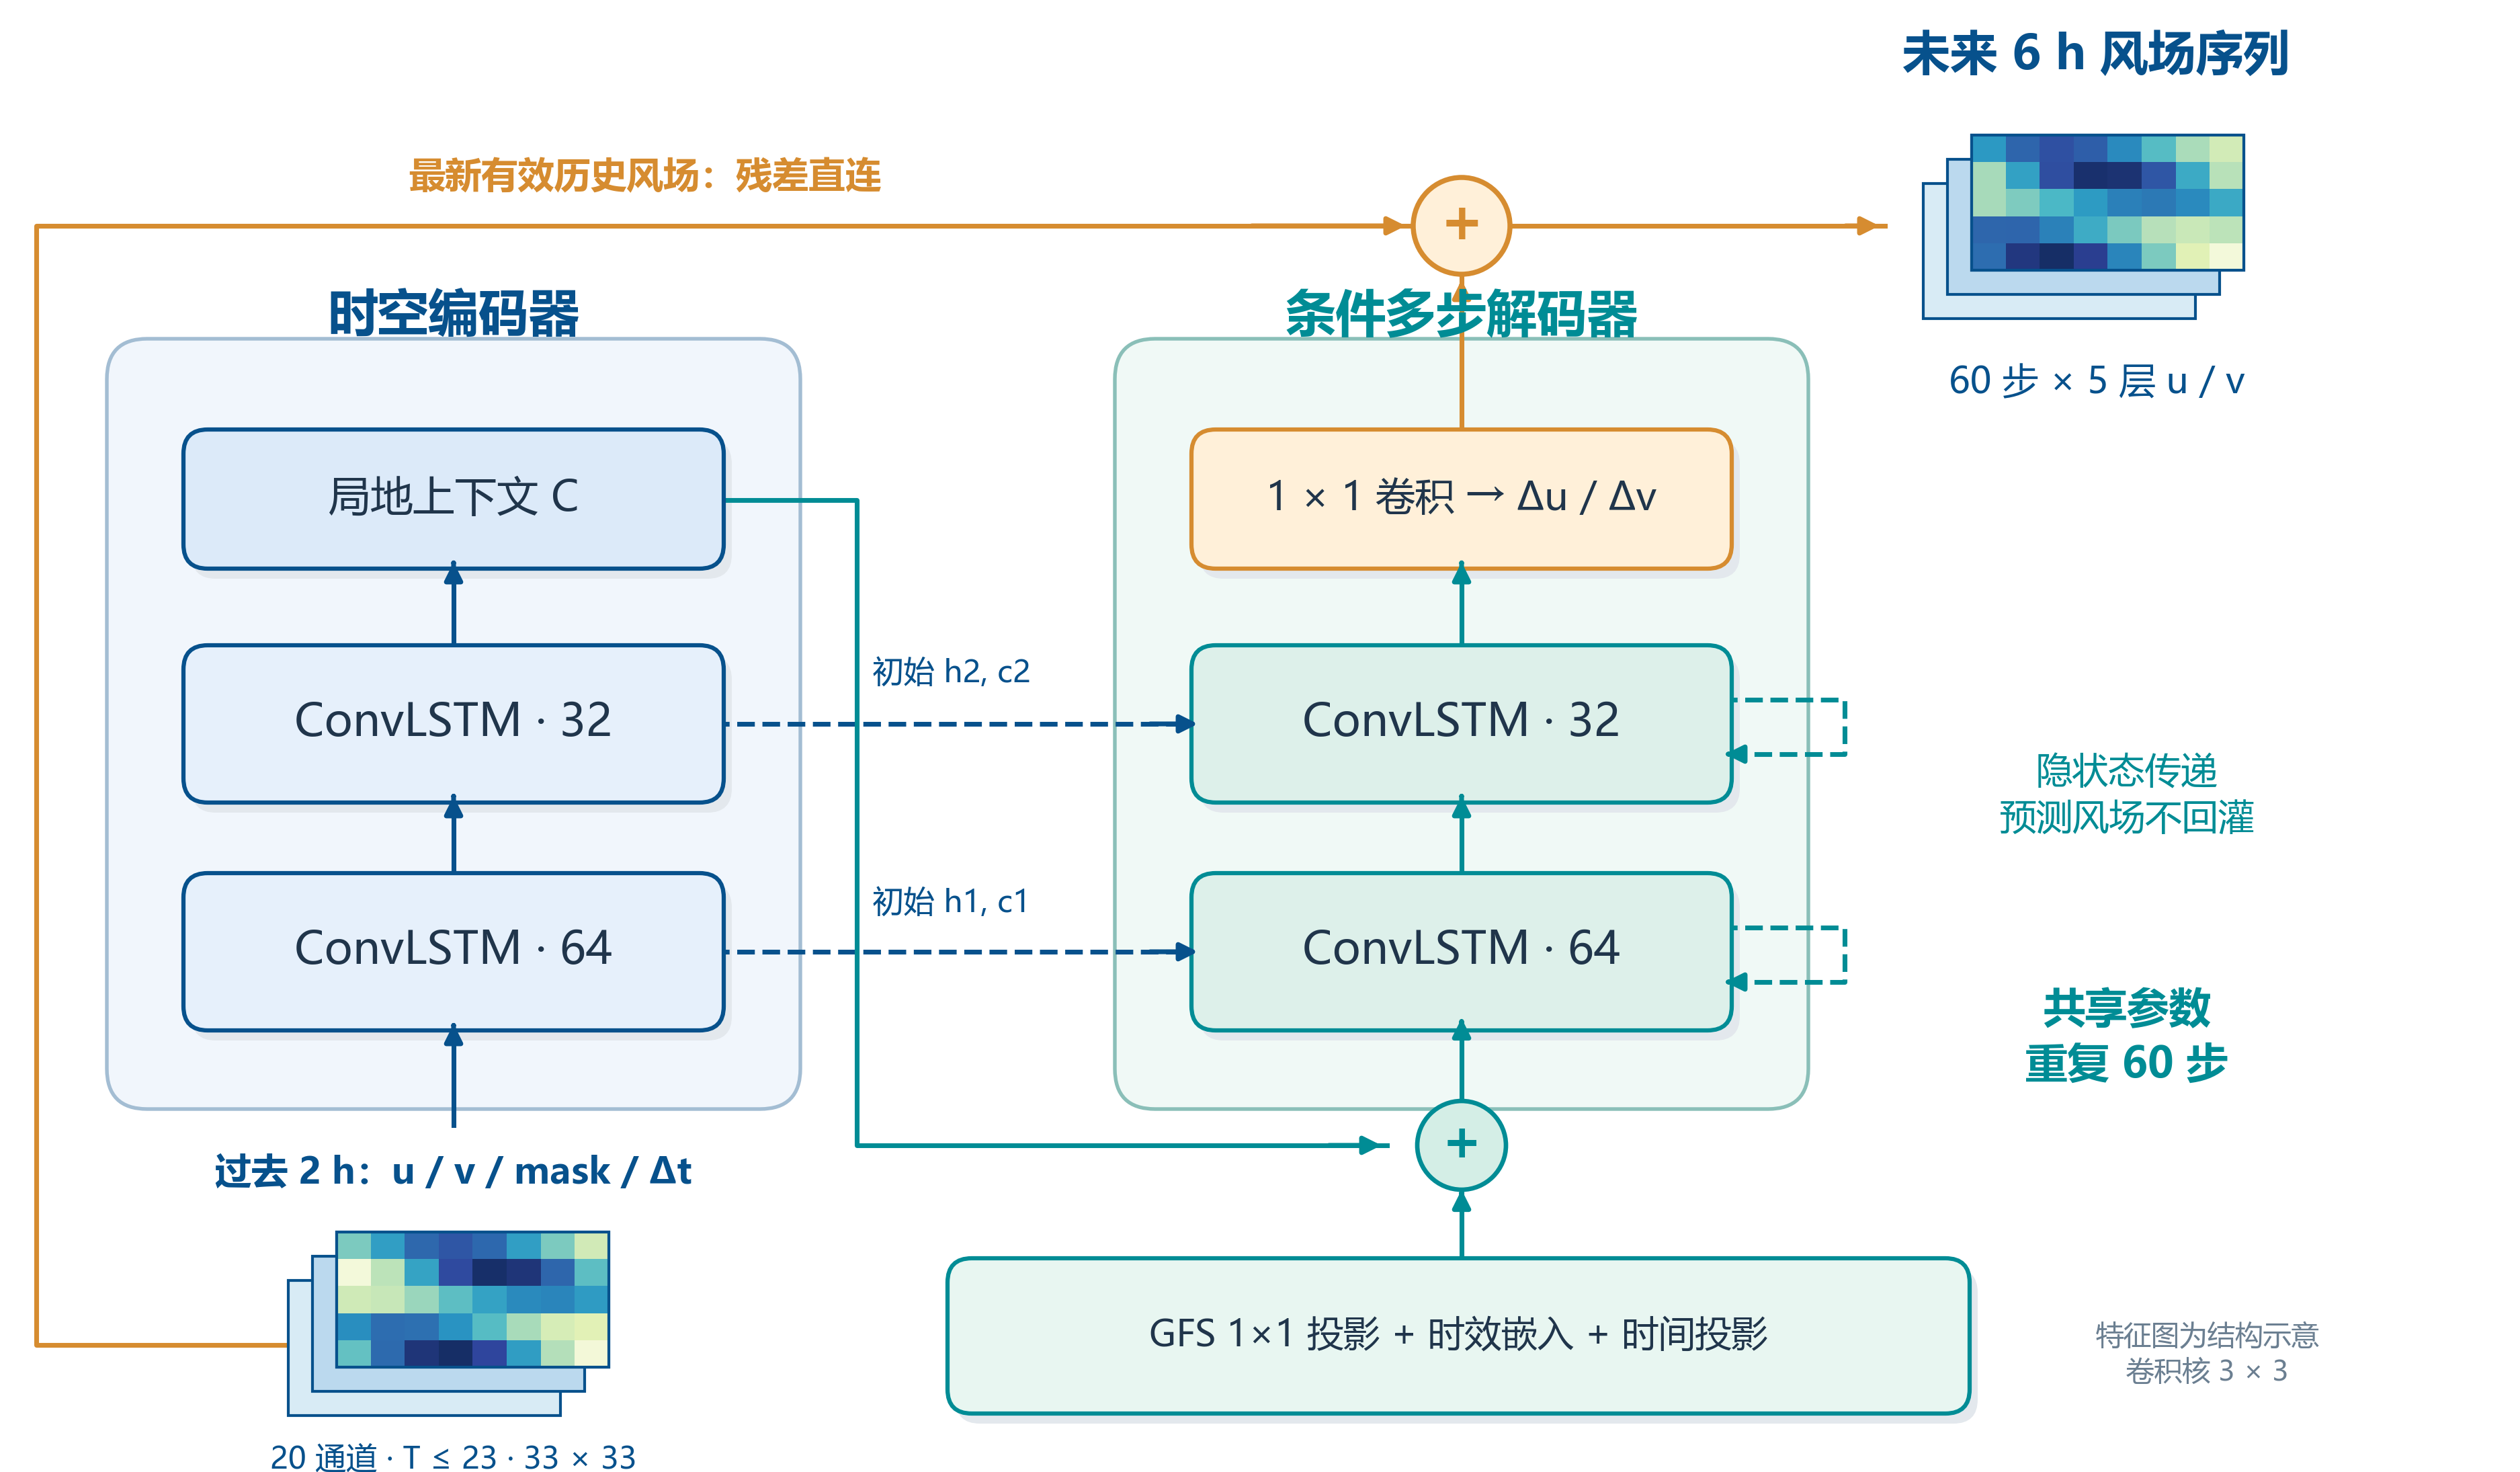 未来 6 h 风场序列
最新有效历史风场：残差直连
+
时空编码器
条件多步解码器
60 步 × 5 层 u / v
局地上下文 C
1 × 1 卷积 → Δu / Δv
初始 h2, c2
ConvLSTM · 32
ConvLSTM · 32
隐状态传递
预测风场不回灌
初始 h1, c1
ConvLSTM · 64
ConvLSTM · 64
共享参数
重复 60 步
+
过去 2 h：u / v / mask / Δt
GFS 1×1 投影 + 时效嵌入 + 时间投影
特征图为结构示意
卷积核 3 × 3
20 通道 · T ≤ 23 · 33 × 33